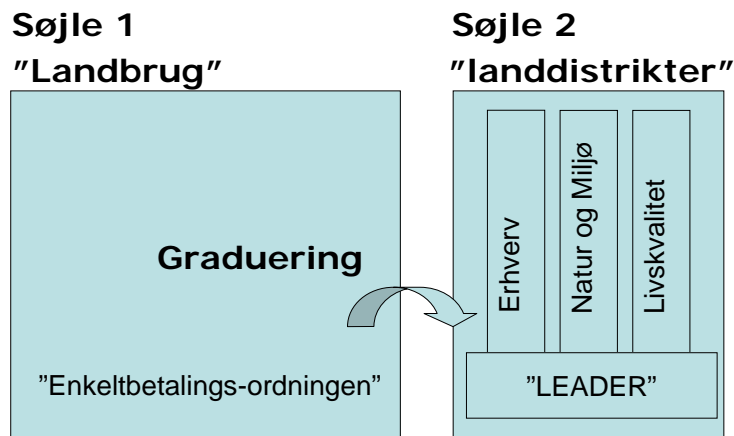 Søjle 1
”Landbrug”
Graduering
”Enkeltbetalings-ordningen”
Søjle 2
”landdistrikter”
Erhverv
Natur og Miljø
Livskvalitet
”LEADER”